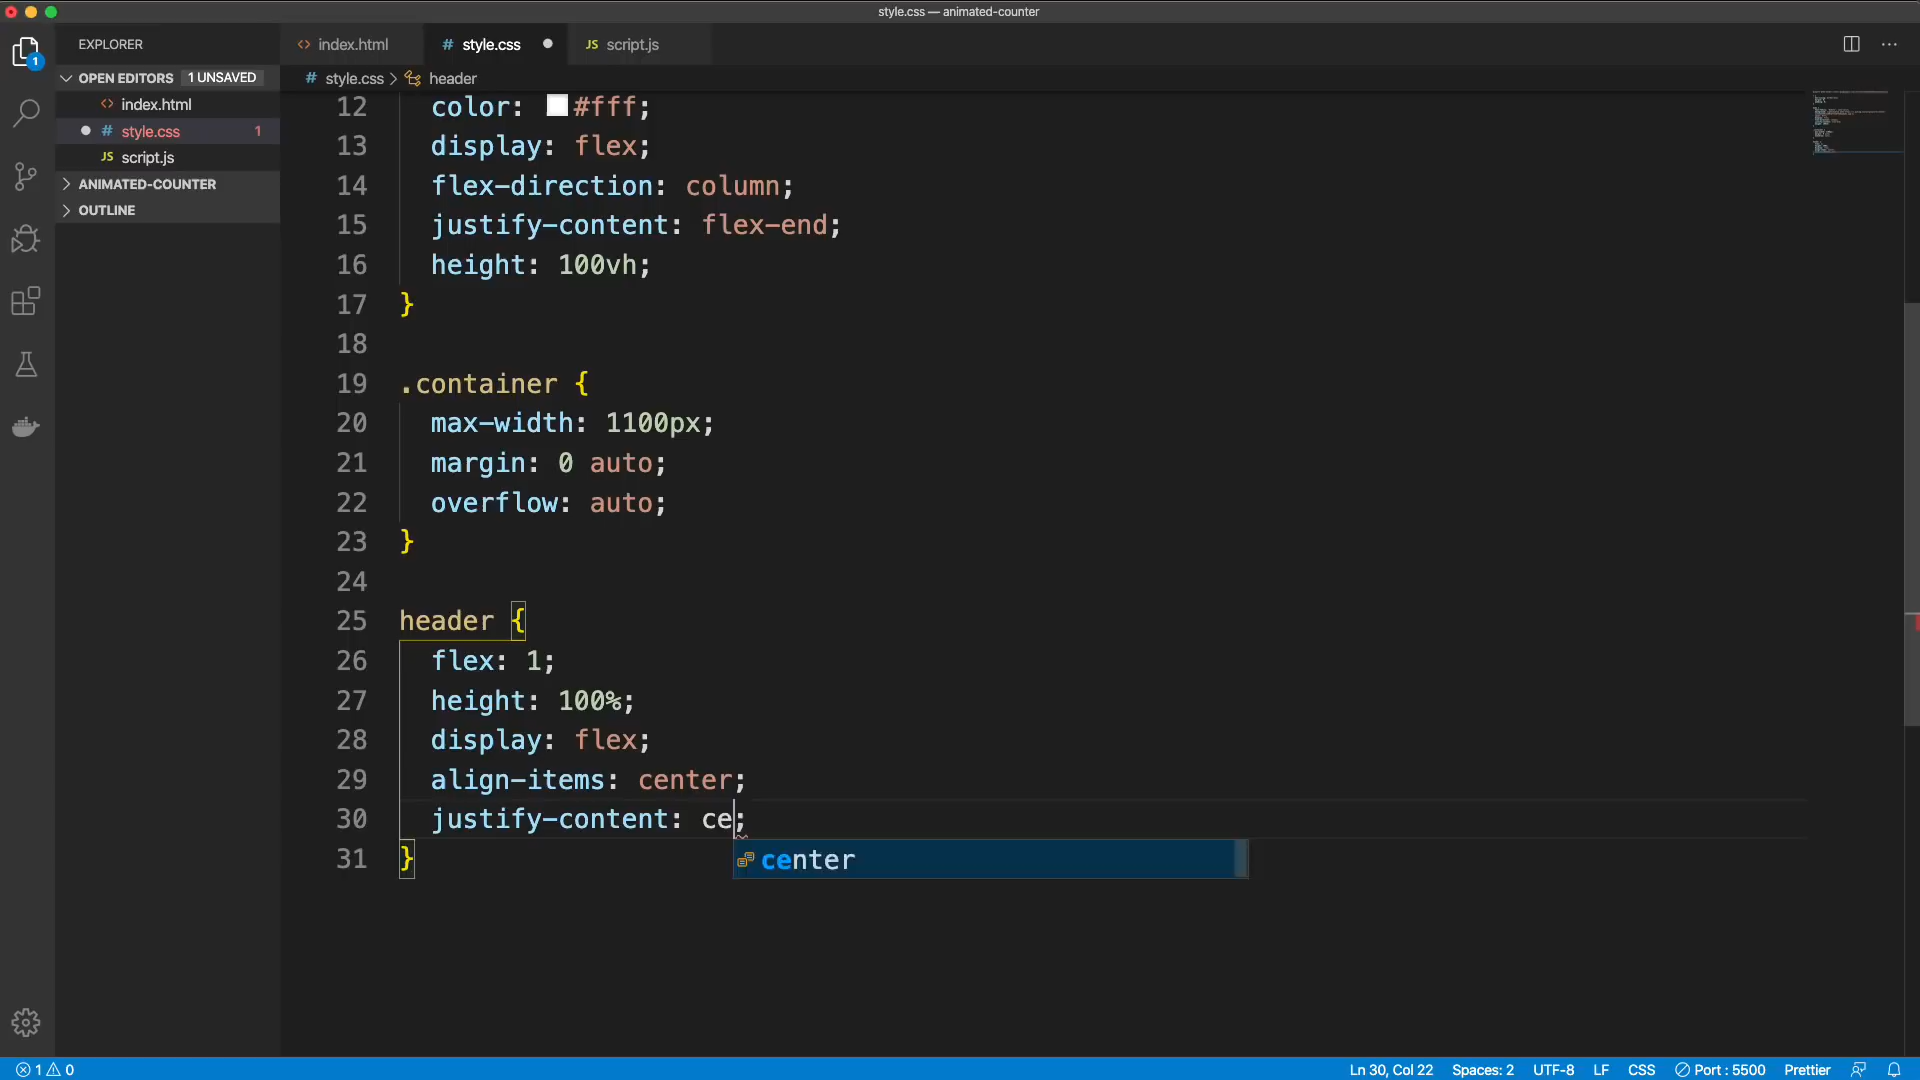 style.css — animated-counter
EXPLORER
OPEN EDITORS 1 UNSAVED
index.html
# style.css 1
JS script.js
ANIMATED-COUNTER
OUTLINE
1
index.html
# style.css
JS script.js
# style.css > header
12 color: #fff;
13 display: flex;
14 flex-direction: column;
15 justify-content: flex-end;
16 height: 100vh;
17 }
18
19 .container {
20 max-width: 1100px;
21 margin: 0 auto;
22 overflow: auto;
23 }
24
25 header {
26 flex: 1;
27 height: 100%;
28 display: flex;
29 align-items: center;
30 justify-content: ce;
31 }
center
1 0
Ln 30, Col 22 Spaces: 2 UTF-8 LF CSS Port : 5500 Prettier